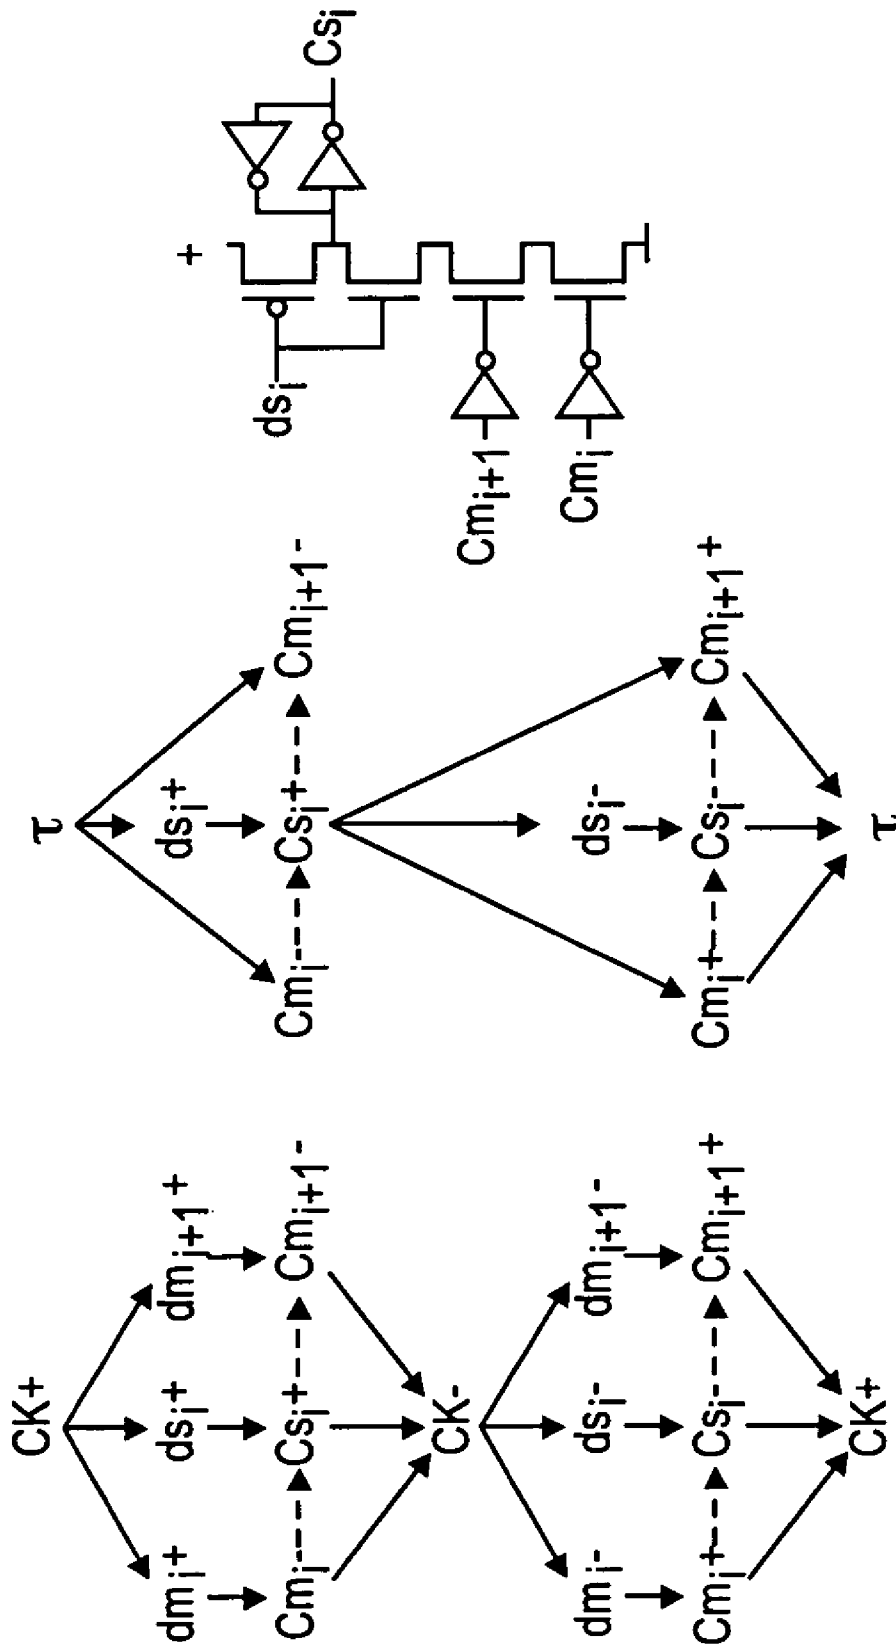 CK+
dmᵢ+ dsᵢ+ dmᵢ₊₁+
Cmᵢ- Csᵢ+ Cmᵢ₊₁-
CK-
dmᵢ- dsᵢ- dmᵢ₊₁-
Cmᵢ+ Csᵢ- Cmᵢ₊₁+
CK+
τ
dsᵢ+
Cmᵢ- Csᵢ+ Cmᵢ₊₁-
dsᵢ-
Cmᵢ+ Csᵢ- Cmᵢ₊₁+
τ
+
dsᵢ
Csᵢ
Cmᵢ₊₁
Cmᵢ